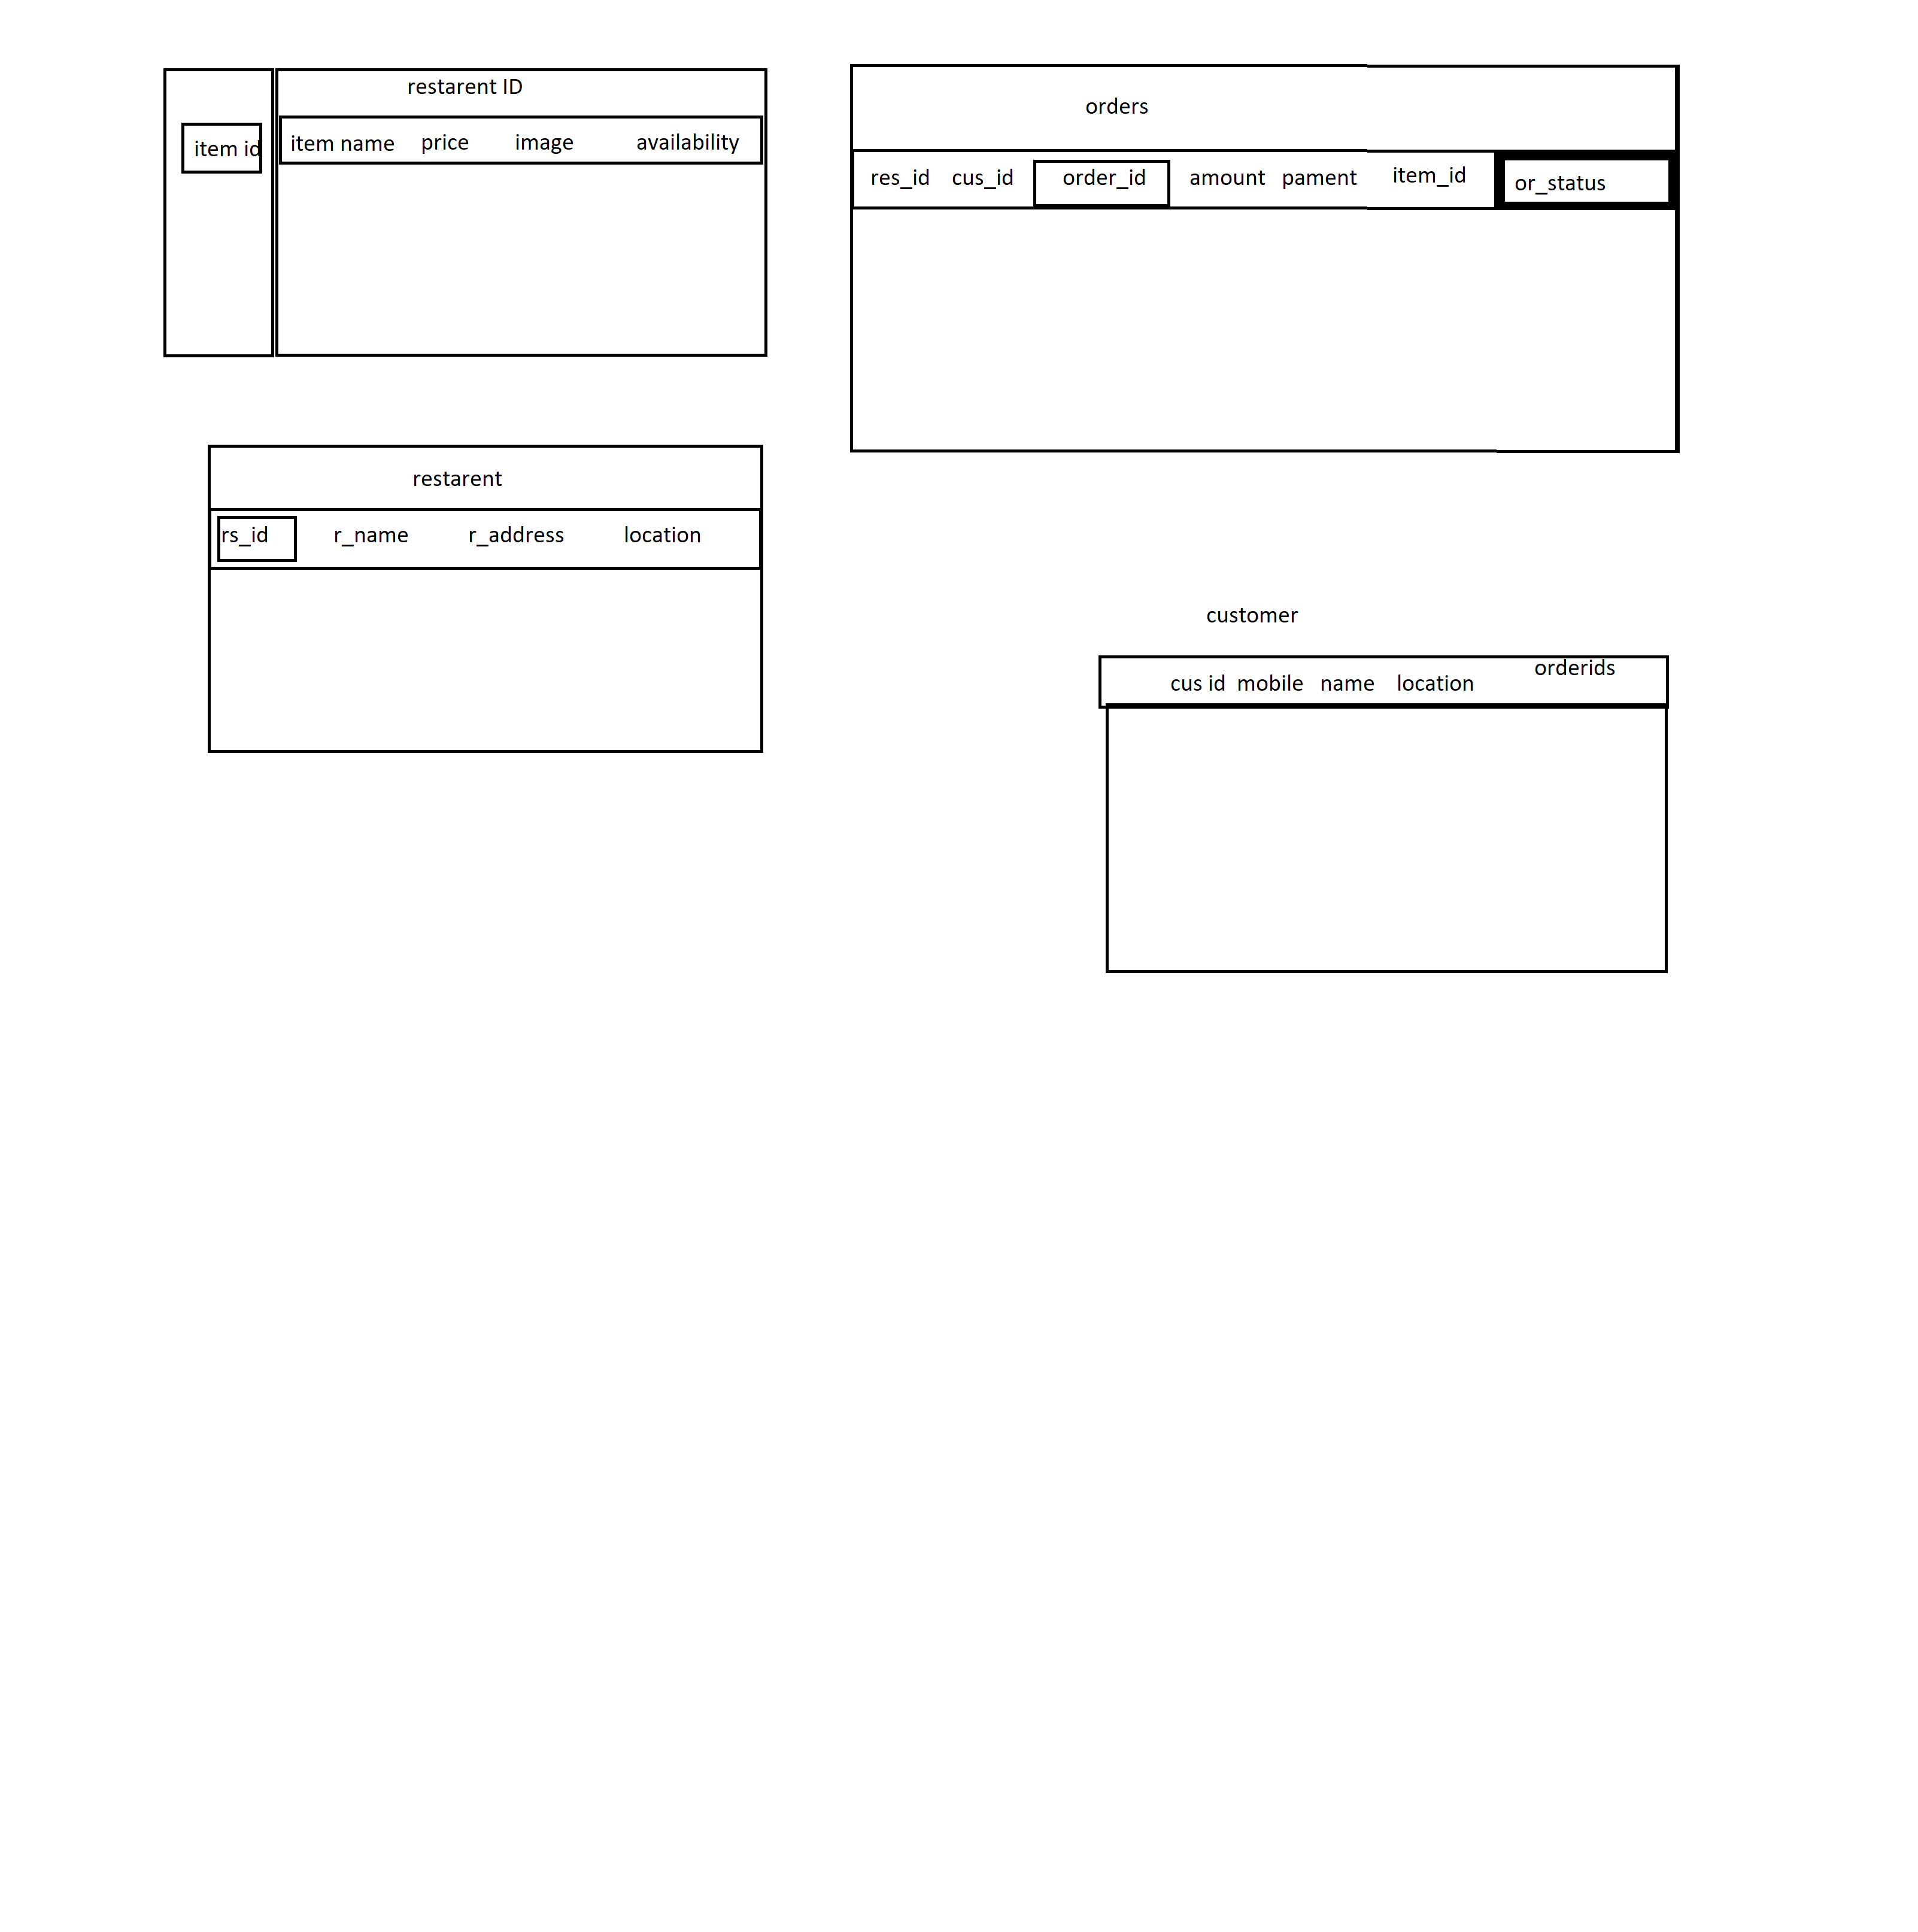 restarent ID
item id item name price image availability
orders
res_id cus_id order_id amount pament item_id or_status
restarent
rs_id r_name r_address location
customer
cus id mobile name location orderids